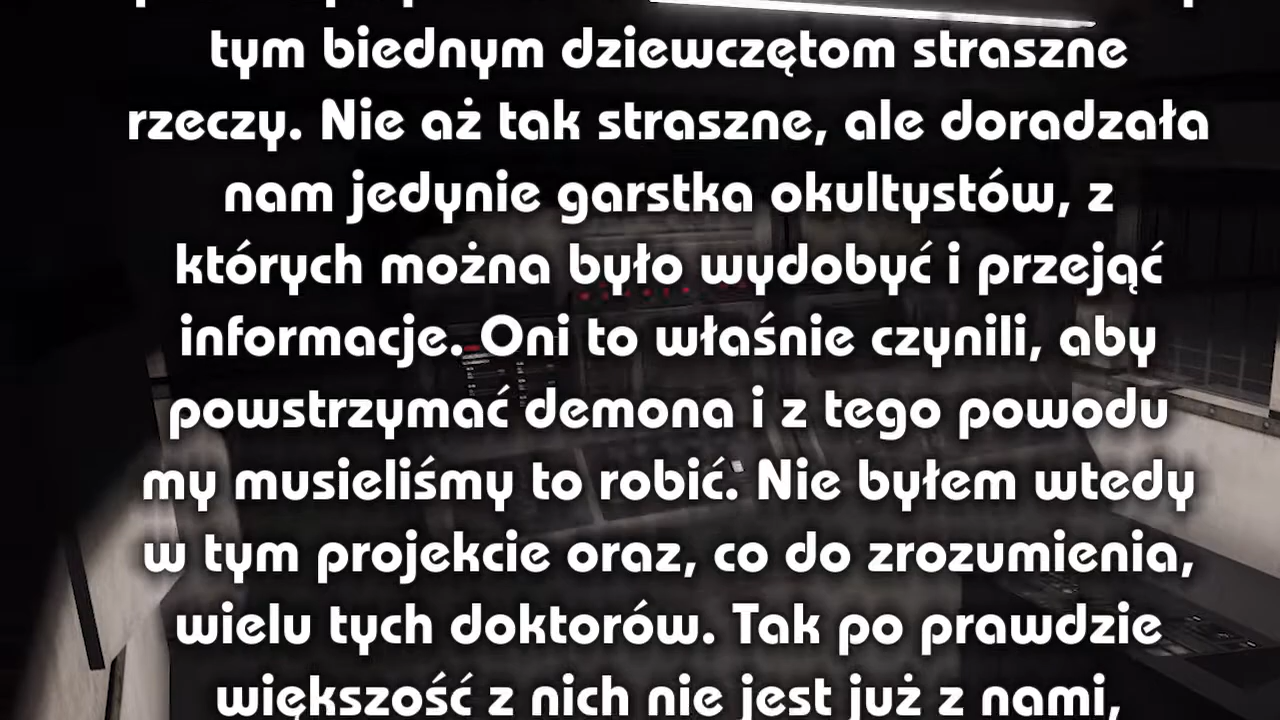 tym biednym dziewczętom straszne
rzeczy. Nie aż tak straszne, ale doradzała
nam jedynie garstka okultystów, z
których można było wydobyć i przejąć
informacje. Oni to właśnie czynili, aby
powstrzymać demona i z tego powodu
my musieliśmy to robić. Nie byłem wtedy
w tym projekcie oraz, co do zrozumienia,
wielu tych doktorów. Tak po prawdzie
większość z nich nie jest już z nami,